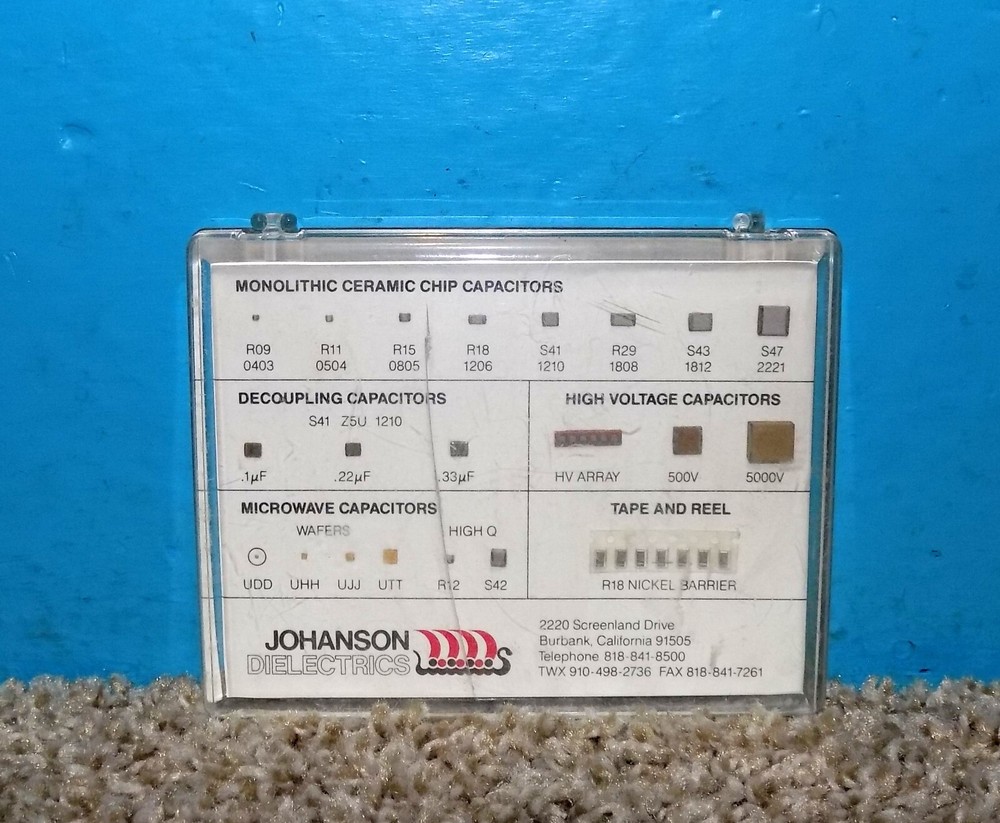 MONOLITHIC CERAMIC CHIP CAPACITORS
R09 R11 R15 R18 S41 R29 S43 S47
0403 0504 0805 1206 1210 1808 1812 2221
DECOUPLING CAPACITORS
S41 Z5U 1210
.1µF .22µF .33µF
HIGH VOLTAGE CAPACITORS
HV ARRAY 500V 5000V
MICROWAVE CAPACITORS
WAFERS HIGH Q
UDD UHH UJJ UTT R12 S42
TAPE AND REEL
R18 NICKEL BARRIER
JOHANSON
DIELECTRICS
2220 Screenland Drive
Burbank, California 91505
Telephone 818-841-8500
TWX 910-498-2736 FAX 818-841-7261